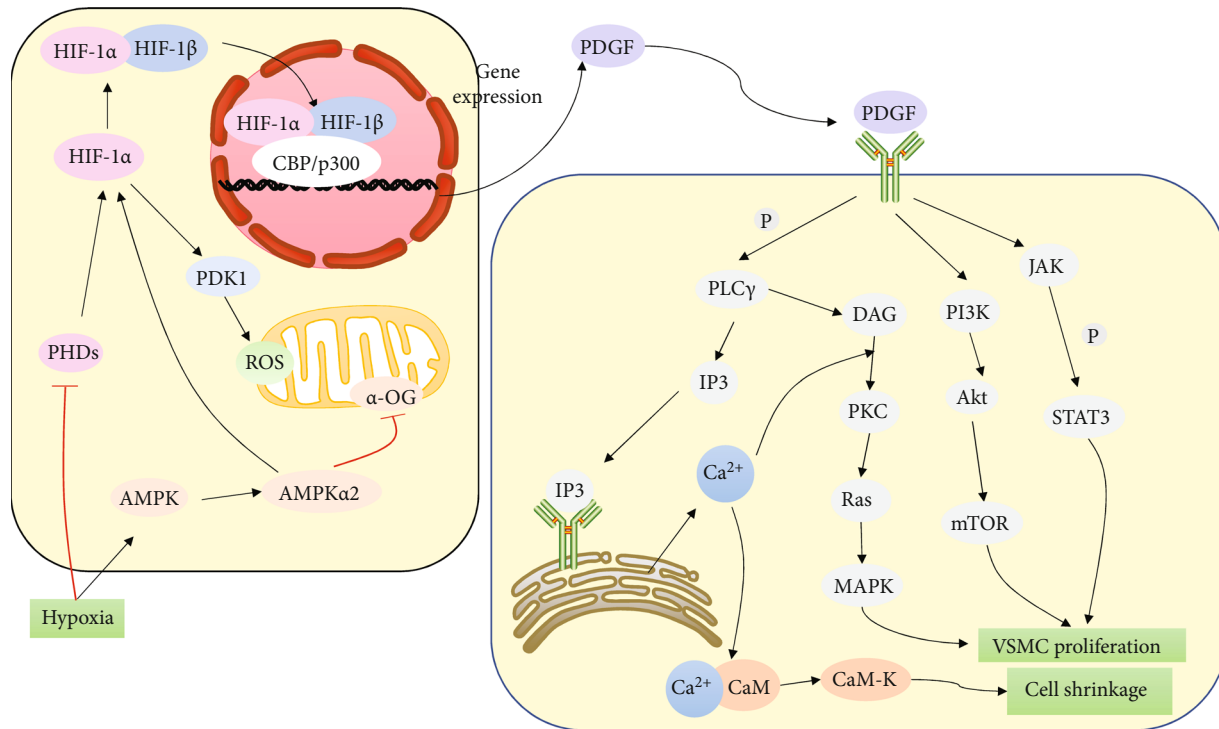 HIF-1α
HIF-1β
Gene
expression
HIF-1α
HIF-1β
CBP/p300
HIF-1α
PDK1
PHDs
ROS
α-OG
AMPK
AMPKα2
Hypoxia
PDGF
PDGF
P
PLCγ
DAG
PI3K
JAK
P
IP3
PKC
Akt
STAT3
IP3
Ca²⁺
Ras
mTOR
MAPK
VSMC proliferation
Ca²⁺
CaM
CaM-K
Cell shrinkage